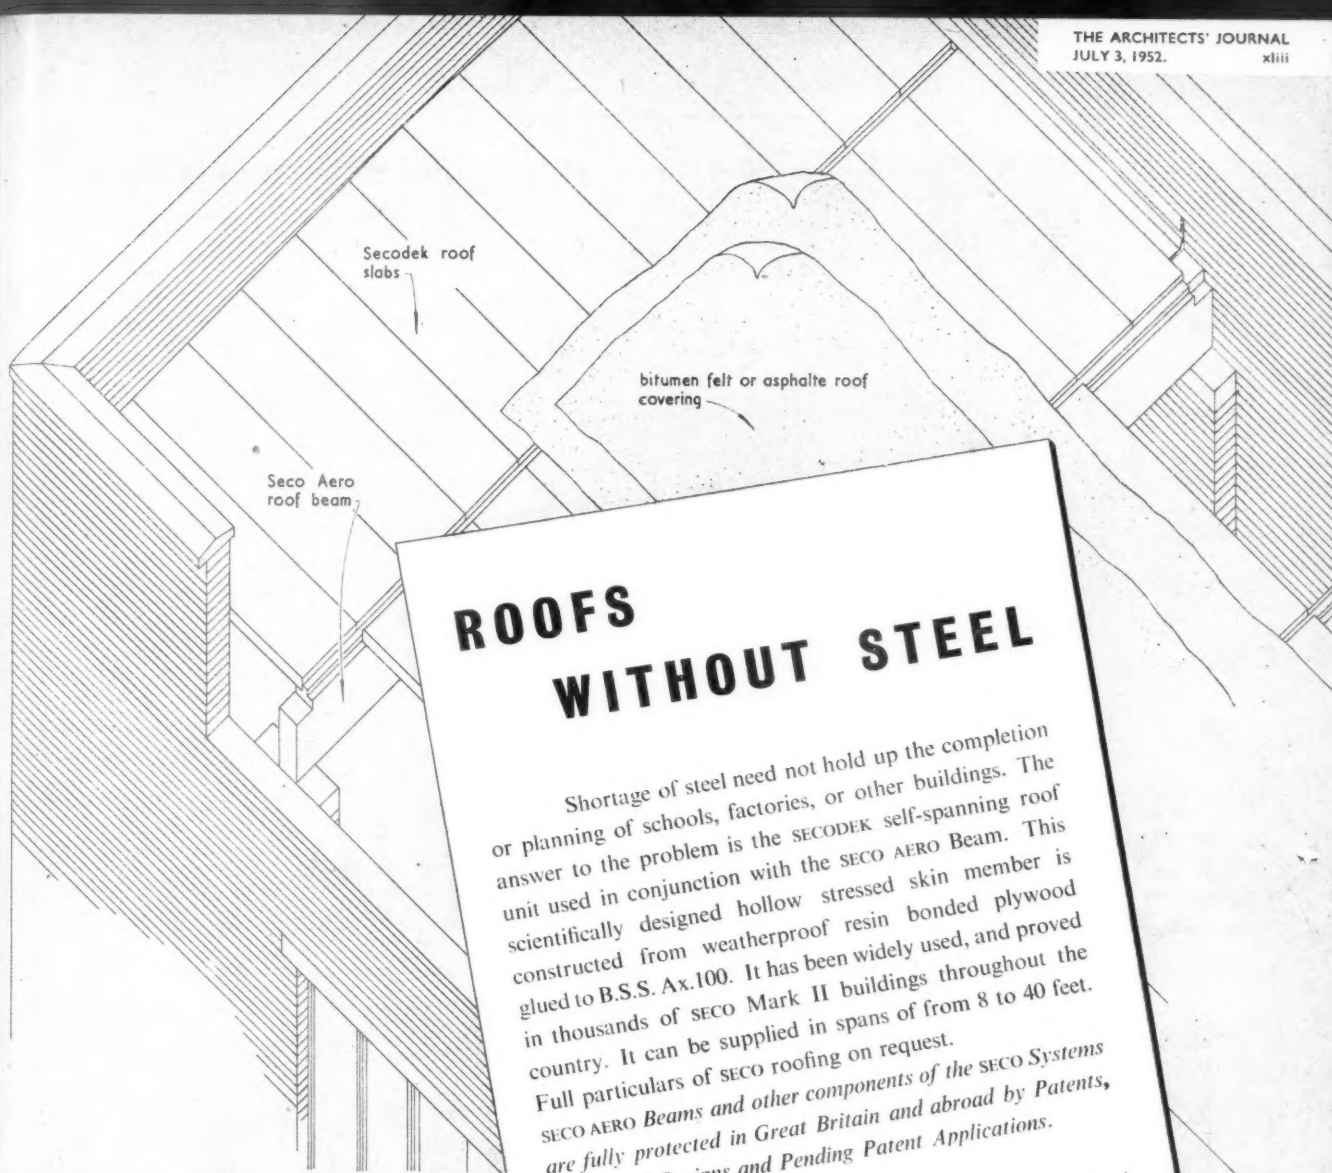 THE ARCHITECTS' JOURNAL
JULY 3, 1952. xliii
Secodek roof
slabs
bitumen felt or asphalte roof
covering
Seco Aero
roof beam
ROOFS
WITHOUT STEEL
Shortage of steel need not hold up the completion
or planning of schools, factories, or other buildings. The
answer to the problem is the SECODEK self-spanning roof
unit used in conjunction with the SECO AERO Beam. This
scientifically designed hollow stressed skin member is
constructed from weatherproof resin bonded plywood
glued to B.S.S. Ax.100. It has been widely used, and proved
in thousands of SECO Mark II buildings throughout the
country. It can be supplied in spans of from 8 to 40 feet.
Full particulars of SECO roofing on request.
SECO AERO Beams and other components of the SECO Systems
are fully protected in Great Britain and abroad by Patents,
and Pending Patent Applications.